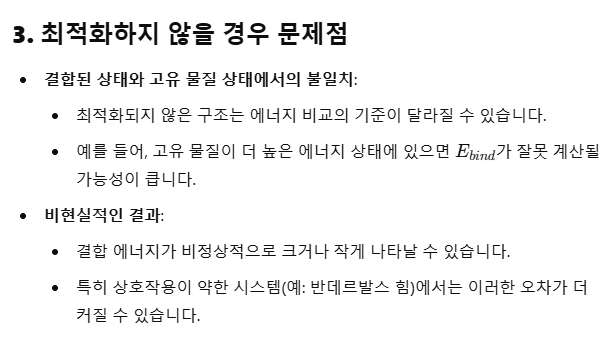 3. 최적화하지 않을 경우 문제점
• 결합된 상태와 고유 물질 상태에서의 불일치:
• 최적화되지 않은 구조는 에너지 비교의 기준이 달라질 수 있습니다.
• 예를 들어, 고유 물질이 더 높은 에너지 상태에 있으면 E_{bind}가 잘못 계산될
가능성이 큽니다.
• 비현실적인 결과:
• 결합 에너지가 비정상적으로 크거나 작게 나타날 수 있습니다.
• 특히 상호작용이 약한 시스템(예: 반데르발스 힘)에서는 이러한 오차가 더
커질 수 있습니다.